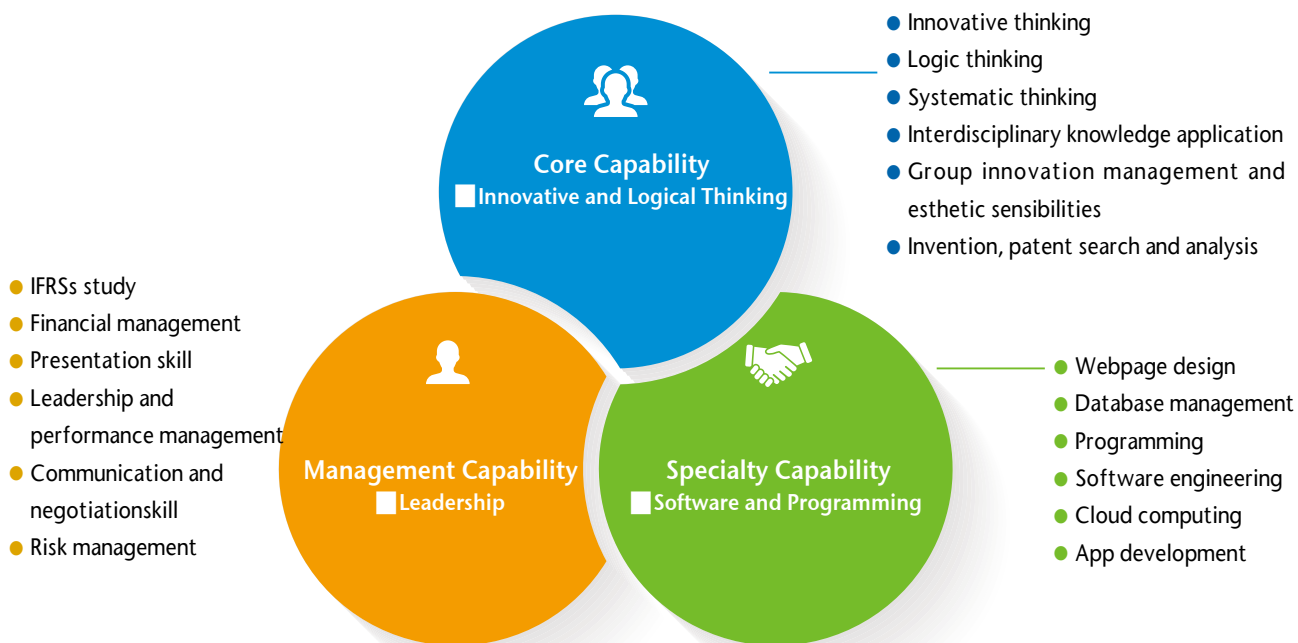 Innovative thinking
Logic thinking
Systematic thinking
Interdisciplinary knowledge application
Group innovation management and
esthetic sensibilities
Invention, patent search and analysis
Core Capability
Innovative and Logical Thinking
IFRSs study
Financial management
Presentation skill
Leadership and
performance management
Communication and
negotiationskill
Risk management
Management Capability
Leadership
Specialty Capability
Software and Programming
Webpage design
Database management
Programming
Software engineering
Cloud computing
App development